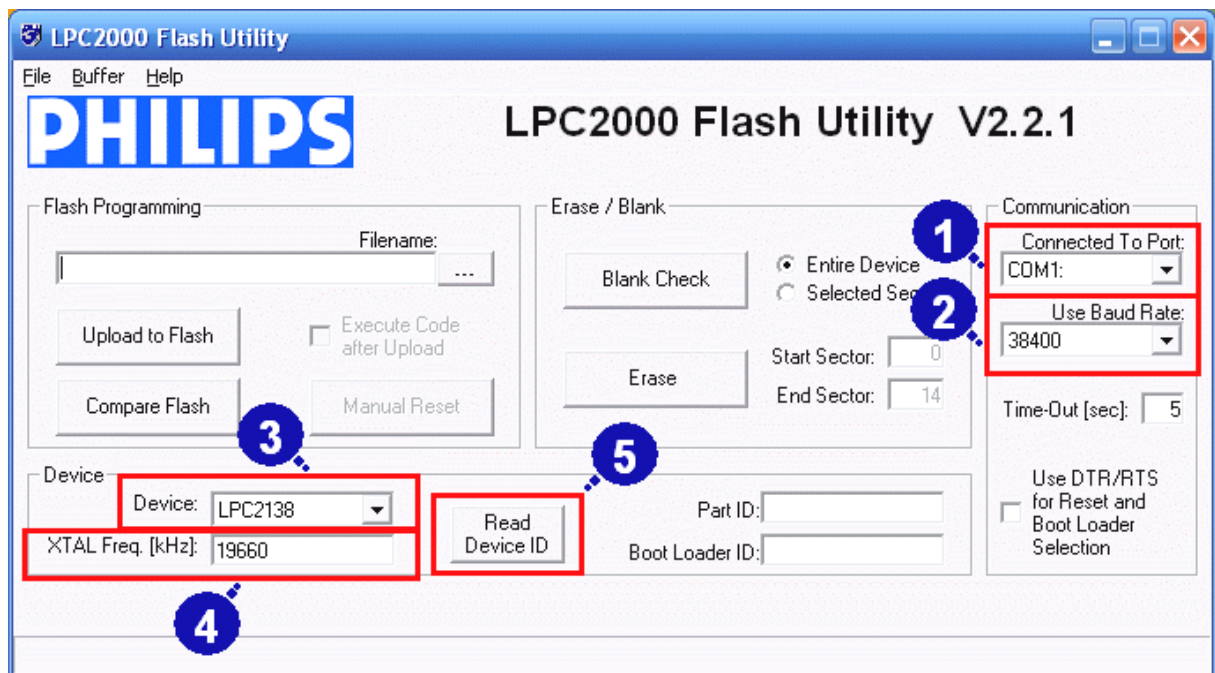 LPC2000 Flash Utility
File Buffer Help
PHILIPS
LPC2000 Flash Utility V2.2.1
Flash Programming
Filename:
...
Upload to Flash
Execute Code
after Upload
Compare Flash
Manual Reset
Erase / Blank
Blank Check
Entire Device
Selected Sec
Erase
Start Sector: 0
End Sector: 14
Communication
1
Connected To Port:
COM1:
2
Use Baud Rate:
38400
Time-Out [sec]: 5
Use DTR/RTS
for Reset and
Boot Loader
Selection
3
Device
Device: LPC2138
XTAL Freq. [kHz]: 19660
4
5
Read
Device ID
Part ID:
Boot Loader ID: